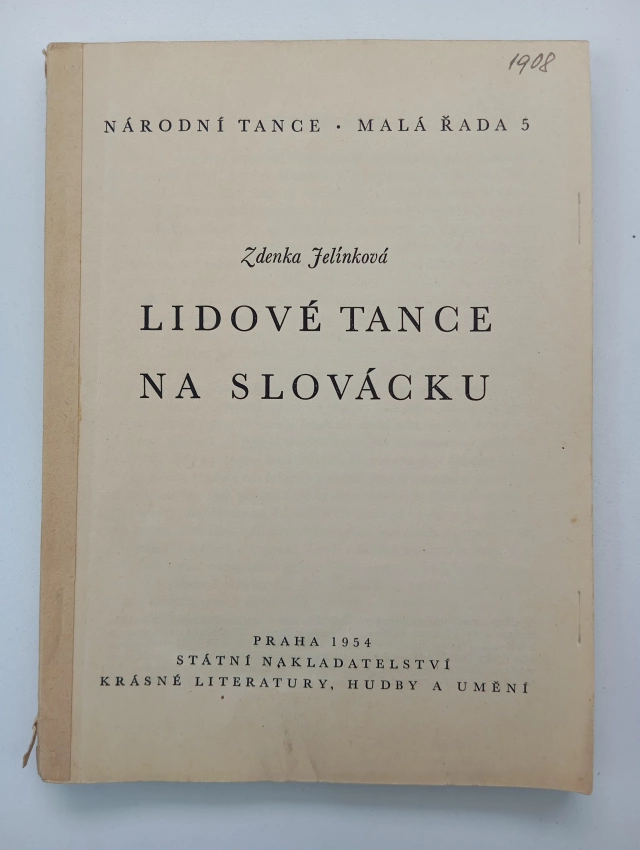 1908
NÁRODNÍ TANCE • MALÁ ŘADA 5
Zdenka Jelínková
LIDOVÉ TANCE
NA SLOVÁCKU
PRAHA 1954
STÁTNÍ NAKLADATELSTVÍ
KRÁSNÉ LITERATURY, HUDBY A UMĚNÍ